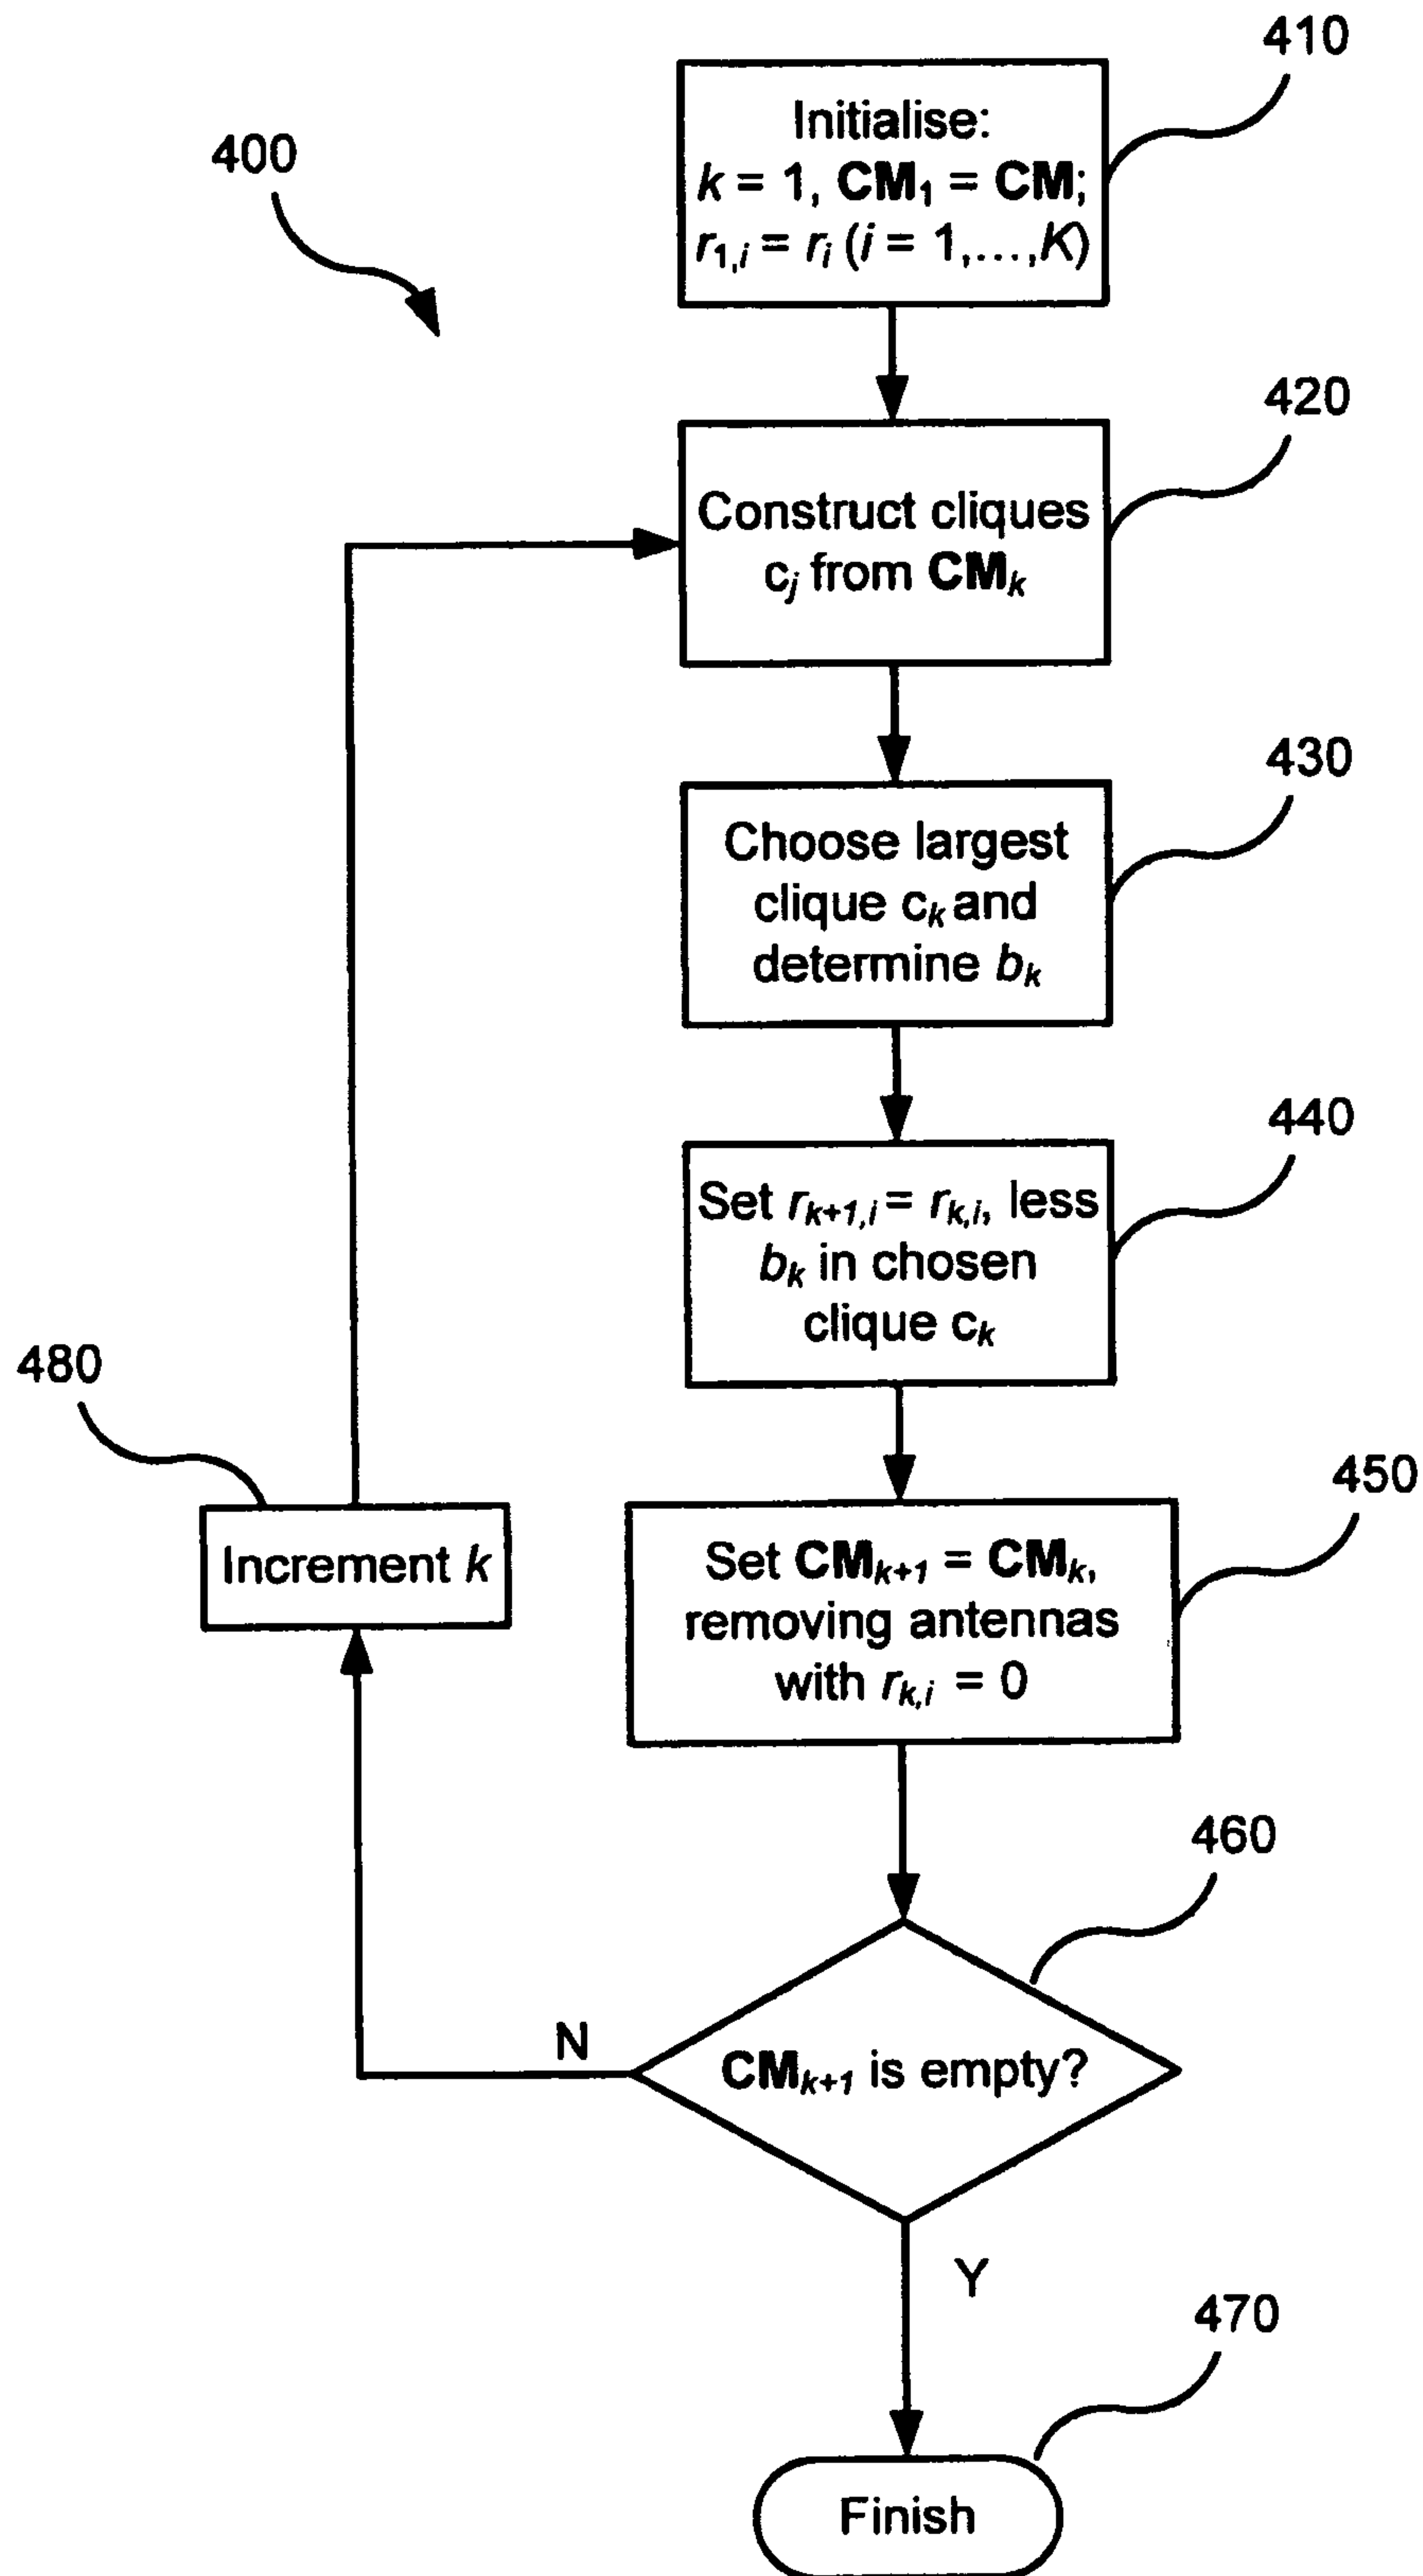 410
Initialise:
k = 1, CM₁ = CM;
r₁,ᵢ = rᵢ (i = 1,...,K)
400
420
Construct cliques
cⱼ from CMₖ
430
Choose largest
clique cₖ and
determine bₖ
440
Set rₖ₊₁,ᵢ = rₖ,ᵢ, less
bₖ in chosen
clique cₖ
480
Increment k
450
Set CMₖ₊₁ = CMₖ,
removing antennas
with rₖ,ᵢ = 0
460
CMₖ₊₁ is empty?
N
Y
470
Finish